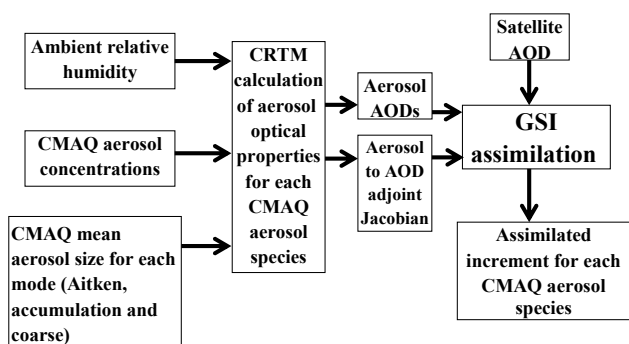 Ambient relative
humidity
CMAQ aerosol
concentrations
CMAQ mean
aerosol size for each
mode (Aitken,
accumulation and
coarse)
CRTM
calculation
of aerosol
optical
properties
for each
CMAQ
aerosol
species
Aerosol
AODs
Aerosol
to AOD
adjoint
Jacobian
Satellite
AOD
GSI
assimilation
Assimilated
increment for each
CMAQ aerosol
species